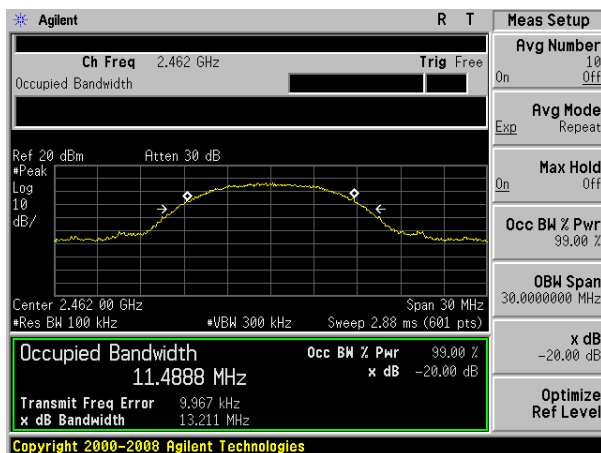 Agilent
R T
Ch Freq 2.462 GHz
Trig Free
Occupied Bandwidth
Ref 20 dBm
Atten 30 dB
#Peak
Log
10
dB/
Center 2.462 00 GHz
Span 30 MHz
#Res BW 100 kHz
#VBW 300 kHz
Sweep 2.88 ms (601 pts)
Occupied Bandwidth
11.4888 MHz
Occ BW % Pwr 99.00 %
x dB -20.00 dB
Transmit Freq Error 9.967 kHz
x dB Bandwidth 13.211 MHz
Copyright 2000-2008 Agilent Technologies
Meas Setup
Avg Number
10
On Off
Avg Mode
Exp Repeat
Max Hold
On Off
Occ BW % Pwr
99.00 %
OBW Span
30.0000000 MHz
x dB
-20.00 dB
Optimize
Ref Level